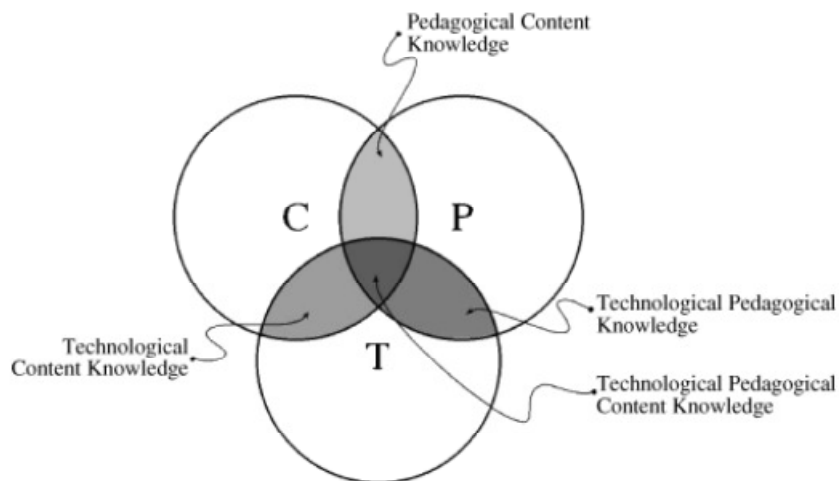 Pedagogical Content
Knowledge
C
P
Technological Pedagogical
Knowledge
Technological
Content Knowledge
T
Technological Pedagogical
Content Knowledge